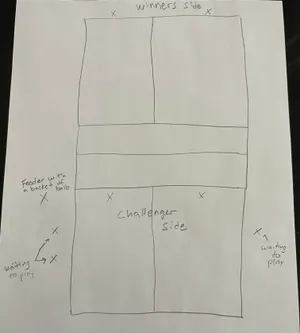 winners side
x
x
Feeder with
a basket of balls
x
x
x
challenger
side
x
x
x
waiting
to play
waiting
to
play